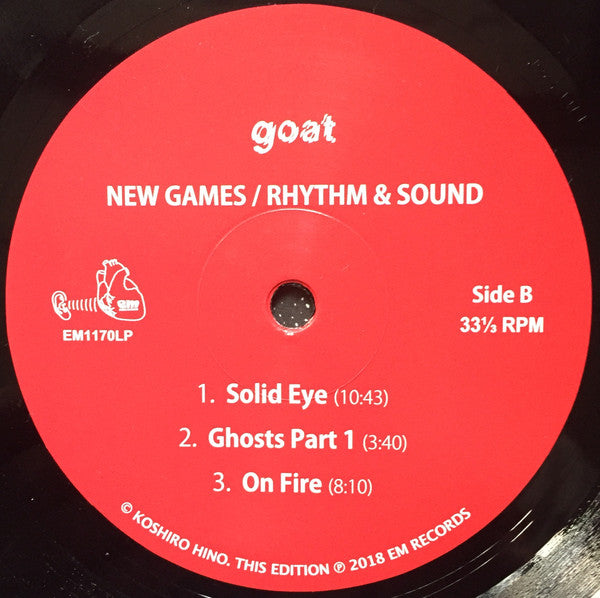 goat
NEW GAMES / RHYTHM & SOUND
em
EM1170LP
Side B
33⅓ RPM
1. Solid Eye (10:43)
2. Ghosts Part 1 (3:40)
3. On Fire (8:10)
© KOSHIRO HINO. THIS EDITION ℗ 2018 EM RECORDS